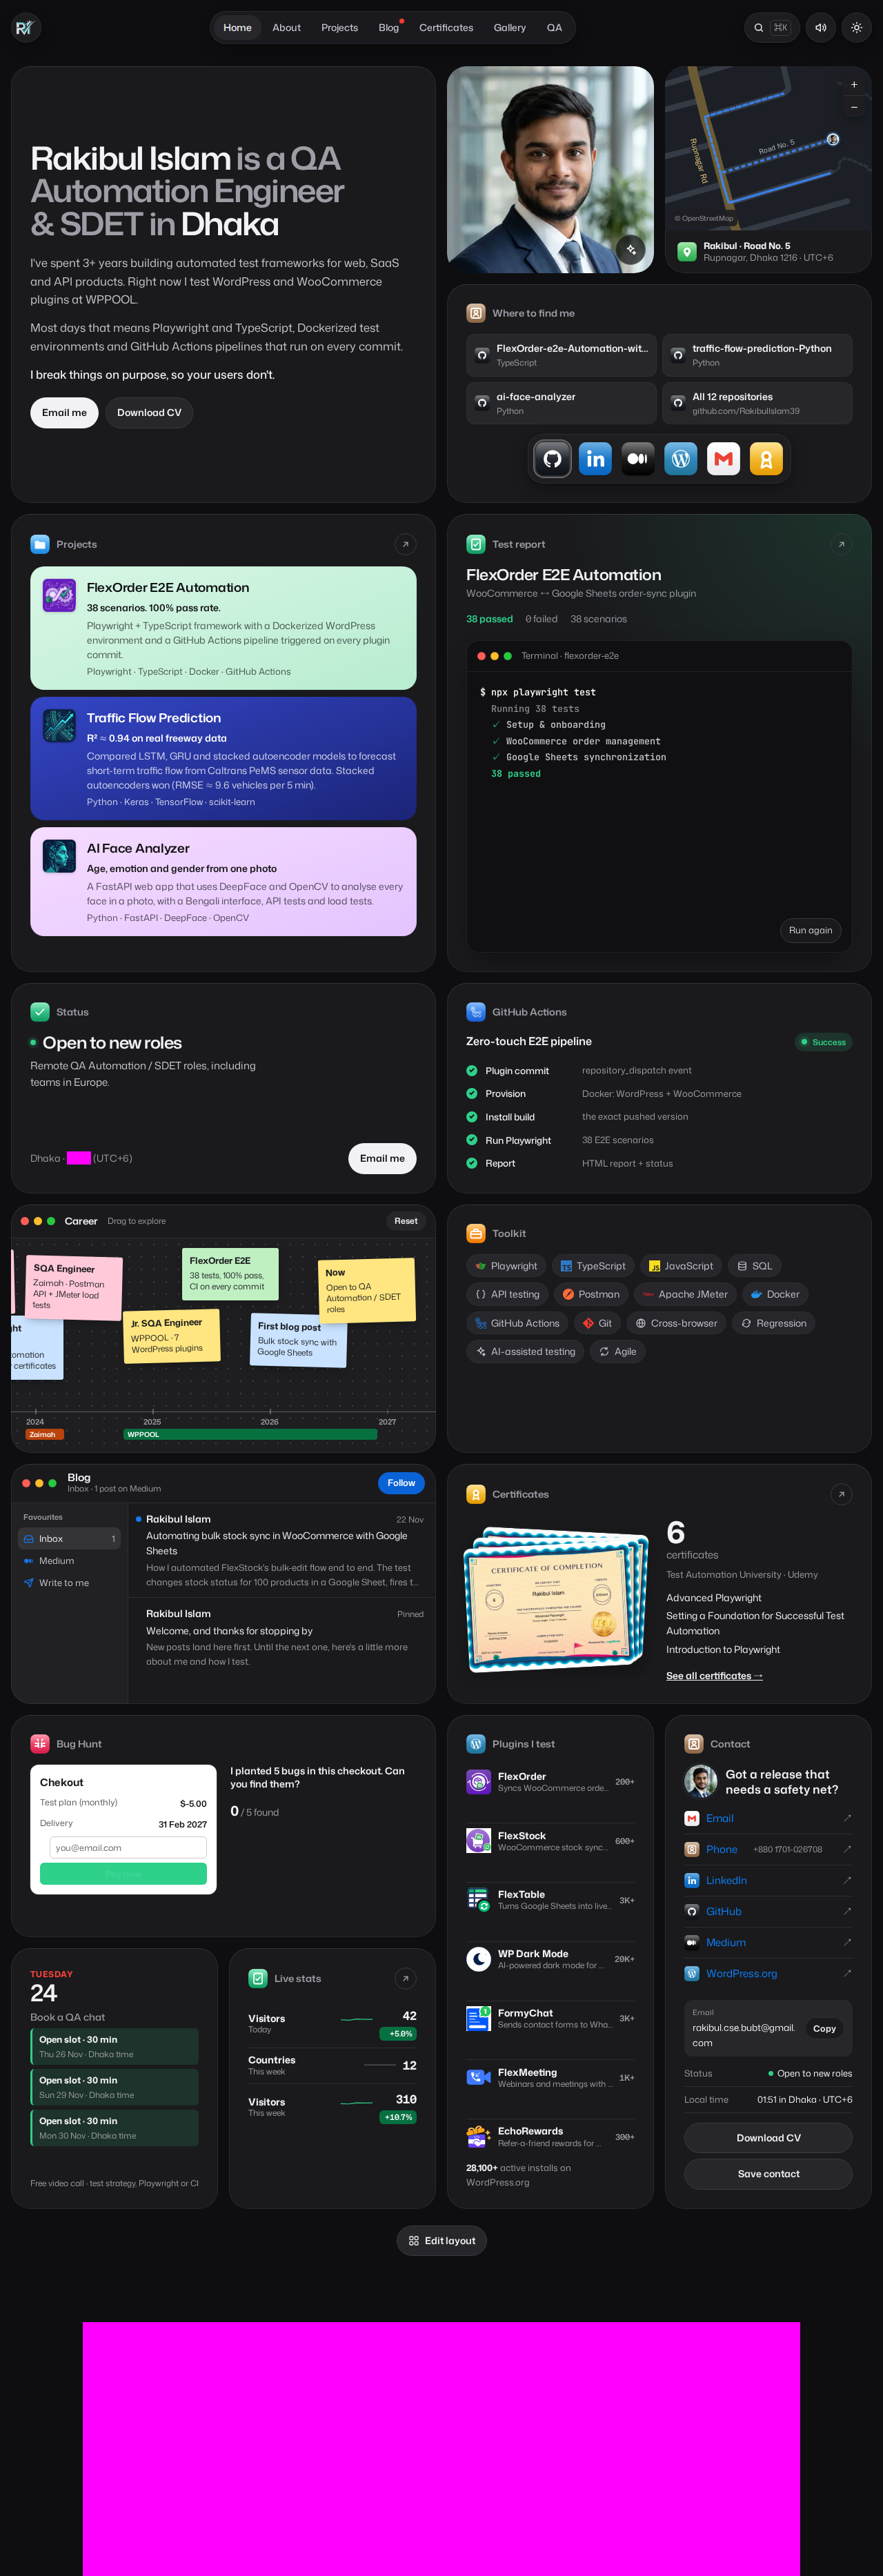 Home
About
Projects
Blog
Certificates
Gallery
QA
⌘K
Rakibul Islam is a QA
Automation Engineer
& SDET in Dhaka
I've spent 3+ years building automated test frameworks for web, SaaS
and API products. Right now I test WordPress and WooCommerce
plugins at WPPOOL.
Most days that means Playwright and TypeScript, Dockerized test
environments and GitHub Actions pipelines that run on every commit.
I break things on purpose, so your users don't.
Email me
Download CV
Rupnagar Rd
Road No. 5
+
−
© OpenStreetMap
Rakibul · Road No. 5
Rupnagar, Dhaka 1216 · UTC+6
Where to find me
FlexOrder-e2e-Automation-wit...
TypeScript
traffic-flow-prediction-Python
Python
ai-face-analyzer
Python
All 12 repositories
github.com/RakibulIslam39
Projects
FlexOrder E2E Automation
38 scenarios. 100% pass rate.
Playwright + TypeScript framework with a Dockerized WordPress
environment and a GitHub Actions pipeline triggered on every plugin
commit.
Playwright · TypeScript · Docker · GitHub Actions
Traffic Flow Prediction
R² ≈ 0.94 on real freeway data
Compared LSTM, GRU and stacked autoencoder models to forecast
short-term traffic flow from Caltrans PeMS sensor data. Stacked
autoencoders won (RMSE ≈ 9.6 vehicles per 5 min).
Python · Keras · TensorFlow · scikit-learn
AI Face Analyzer
Age, emotion and gender from one photo
A FastAPI web app that uses DeepFace and OpenCV to analyse every
face in a photo, with a Bengali interface, API tests and load tests.
Python · FastAPI · DeepFace · OpenCV
Test report
FlexOrder E2E Automation
WooCommerce ↔ Google Sheets order-sync plugin
38 passed 0 failed 38 scenarios
Terminal · flexorder-e2e
$ npx playwright test
Running 38 tests
✓ Setup & onboarding
✓ WooCommerce order management
✓ Google Sheets synchronization
38 passed
Run again
Status
Open to new roles
Remote QA Automation / SDET roles, including
teams in Europe.
Dhaka · (UTC+6)
Email me
GitHub Actions
Zero-touch E2E pipeline
Success
Plugin commit repository_dispatch event
Provision Docker: WordPress + WooCommerce
Install build the exact pushed version
Run Playwright 38 E2E scenarios
Report HTML report + status
Career
Drag to explore
Reset
SQA Engineer
Zaimah · Postman
API + JMeter load
tests
FlexOrder E2E
38 tests, 100% pass,
CI on every commit
Now
Open to QA
Automation / SDET
roles
ght
omation
certificates
Jr. SQA Engineer
WPPOOL · 7
WordPress plugins
First blog post
Bulk stock sync with
Google Sheets
2024
2025
2026
2027
Zaimah
WPPOOL
Toolkit
Playwright
TypeScript
JavaScript
SQL
API testing
Postman
Apache JMeter
Docker
GitHub Actions
Git
Cross-browser
Regression
AI-assisted testing
Agile
Blog
Inbox · 1 post on Medium
Follow
Favourites
Inbox 1
Medium
Write to me
Rakibul Islam 22 Nov
Automating bulk stock sync in WooCommerce with Google
Sheets
How I automated FlexStock's bulk-edit flow end to end. The test
changes stock status for 100 products in a Google Sheet, fires t...
Rakibul Islam Pinned
Welcome, and thanks for stopping by
New posts land here first. Until the next one, here's a little more
about me and how I test.
Certificates
CERTIFICATE OF COMPLETION
Rakibul Islam
6
certificates
Test Automation University · Udemy
Advanced Playwright
Setting a Foundation for Successful Test
Automation
Introduction to Playwright
See all certificates →
Bug Hunt
Chekout
Test plan (monthly) $-5.00
Delivery 31 Feb 2027
you@email.com
I planted 5 bugs in this checkout. Can
you find them?
0 / 5 found
Plugins I test
FlexOrder
Syncs WooCommerce orde...
200+
FlexStock
WooCommerce stock sync...
600+
FlexTable
Turns Google Sheets into live...
3K+
WP Dark Mode
AI-powered dark mode for ...
20K+
FormyChat
Sends contact forms to Wha...
3K+
FlexMeeting
Webinars and meetings with ...
1K+
EchoRewards
Refer-a-friend rewards for ...
300+
28,100+ active installs on
WordPress.org
Contact
Got a release that
needs a safety net?
Email
Phone +880 1701-026708
LinkedIn
GitHub
Medium
WordPress.org
Email
rakibul.cse.bubt@gmail.
com
Copy
Status Open to new roles
Local time 01:51 in Dhaka · UTC+6
Download CV
Save contact
TUESDAY
24
Book a QA chat
Open slot · 30 min
Thu 26 Nov · Dhaka time
Open slot · 30 min
Sun 29 Nov · Dhaka time
Open slot · 30 min
Mon 30 Nov · Dhaka time
Free video call · test strategy, Playwright or CI
Live stats
Visitors
Today
42
+5.0%
Countries
This week
12
Visitors
This week
310
+10.7%
Edit layout